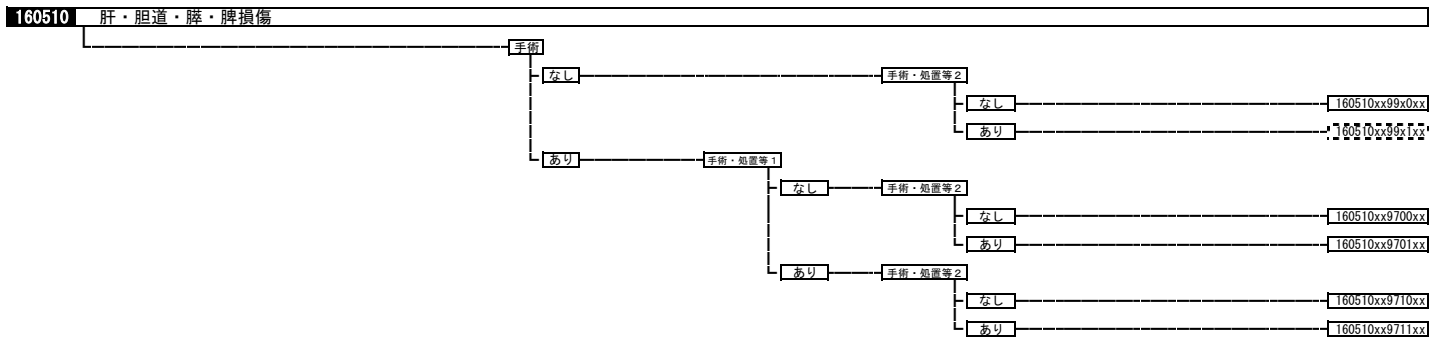 160510 肝・胆道・膵・脾損傷
手術
なし 手術・処置等2
なし 160510xx99x0xx
あり 160510xx99x1xx
あり 手術・処置等1
なし 手術・処置等2
なし 160510xx9700xx
あり 160510xx9701xx
あり 手術・処置等2
なし 160510xx9710xx
あり 160510xx9711xx